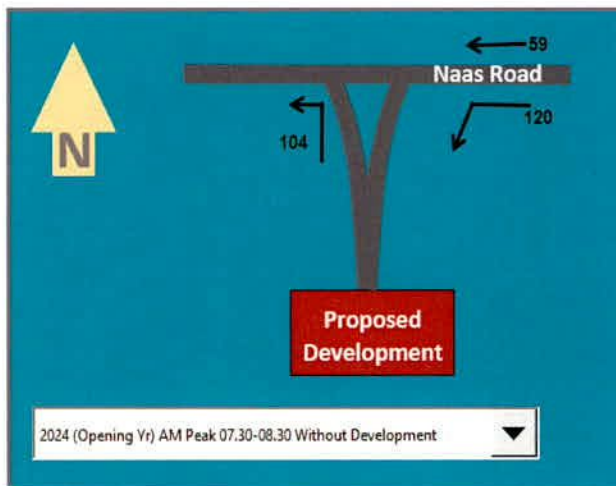 59
Naas Road
120
104
N
Proposed
Development
2024 (Opening Yr) AM Peak 07.30-08.30 Without Development